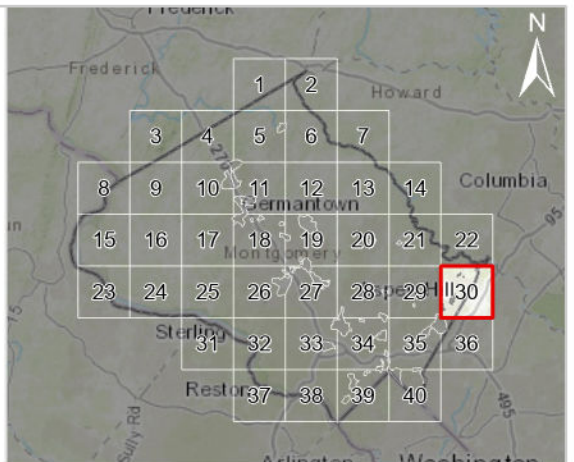 Frederick
N
Frederick
Howard
1 2
3 4 5 6 7
270
8 9 10 11 12 13 14
Columbia
Germantown
95
15 16 17 18 19 20 21 22
Montgomery
23 24 25 26 27 28 29 30
15
Sterling
31 32 33 34 35 36
Reston
37 38 39 40
495
Sully Rd
Arlington
Washington